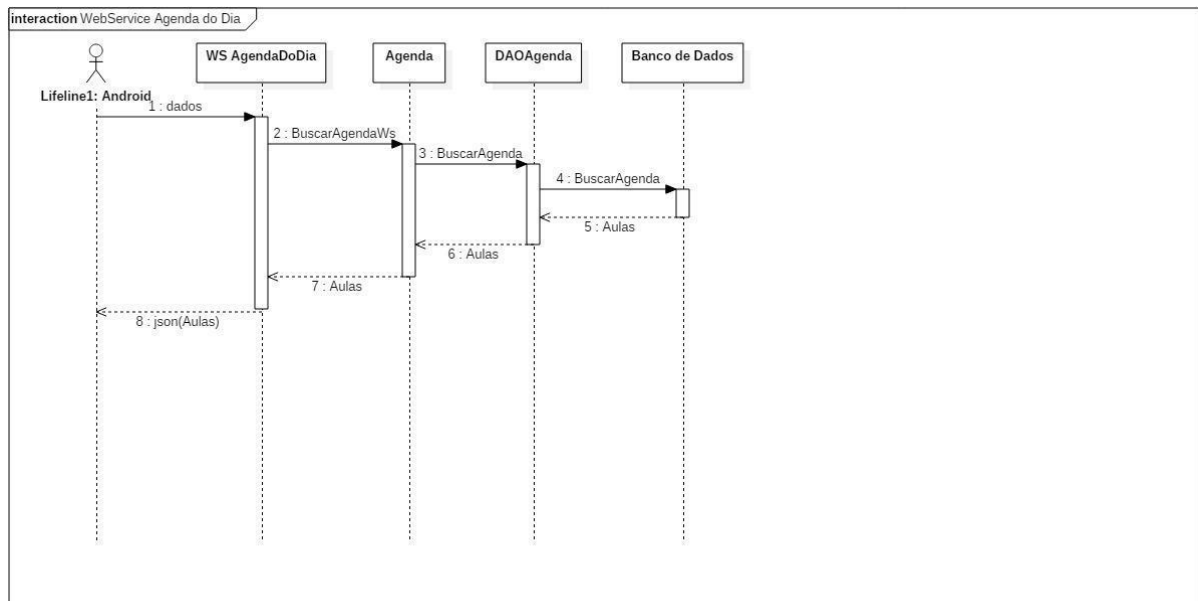 interaction WebService Agenda do Dia
WS AgendaDoDia
Agenda
DAOAgenda
Banco de Dados
Lifeline1: Android
1 : dados
2 : BuscarAgendaWs
3 : BuscarAgenda
4 : BuscarAgenda
5 : Aulas
6 : Aulas
7 : Aulas
8 : json(Aulas)